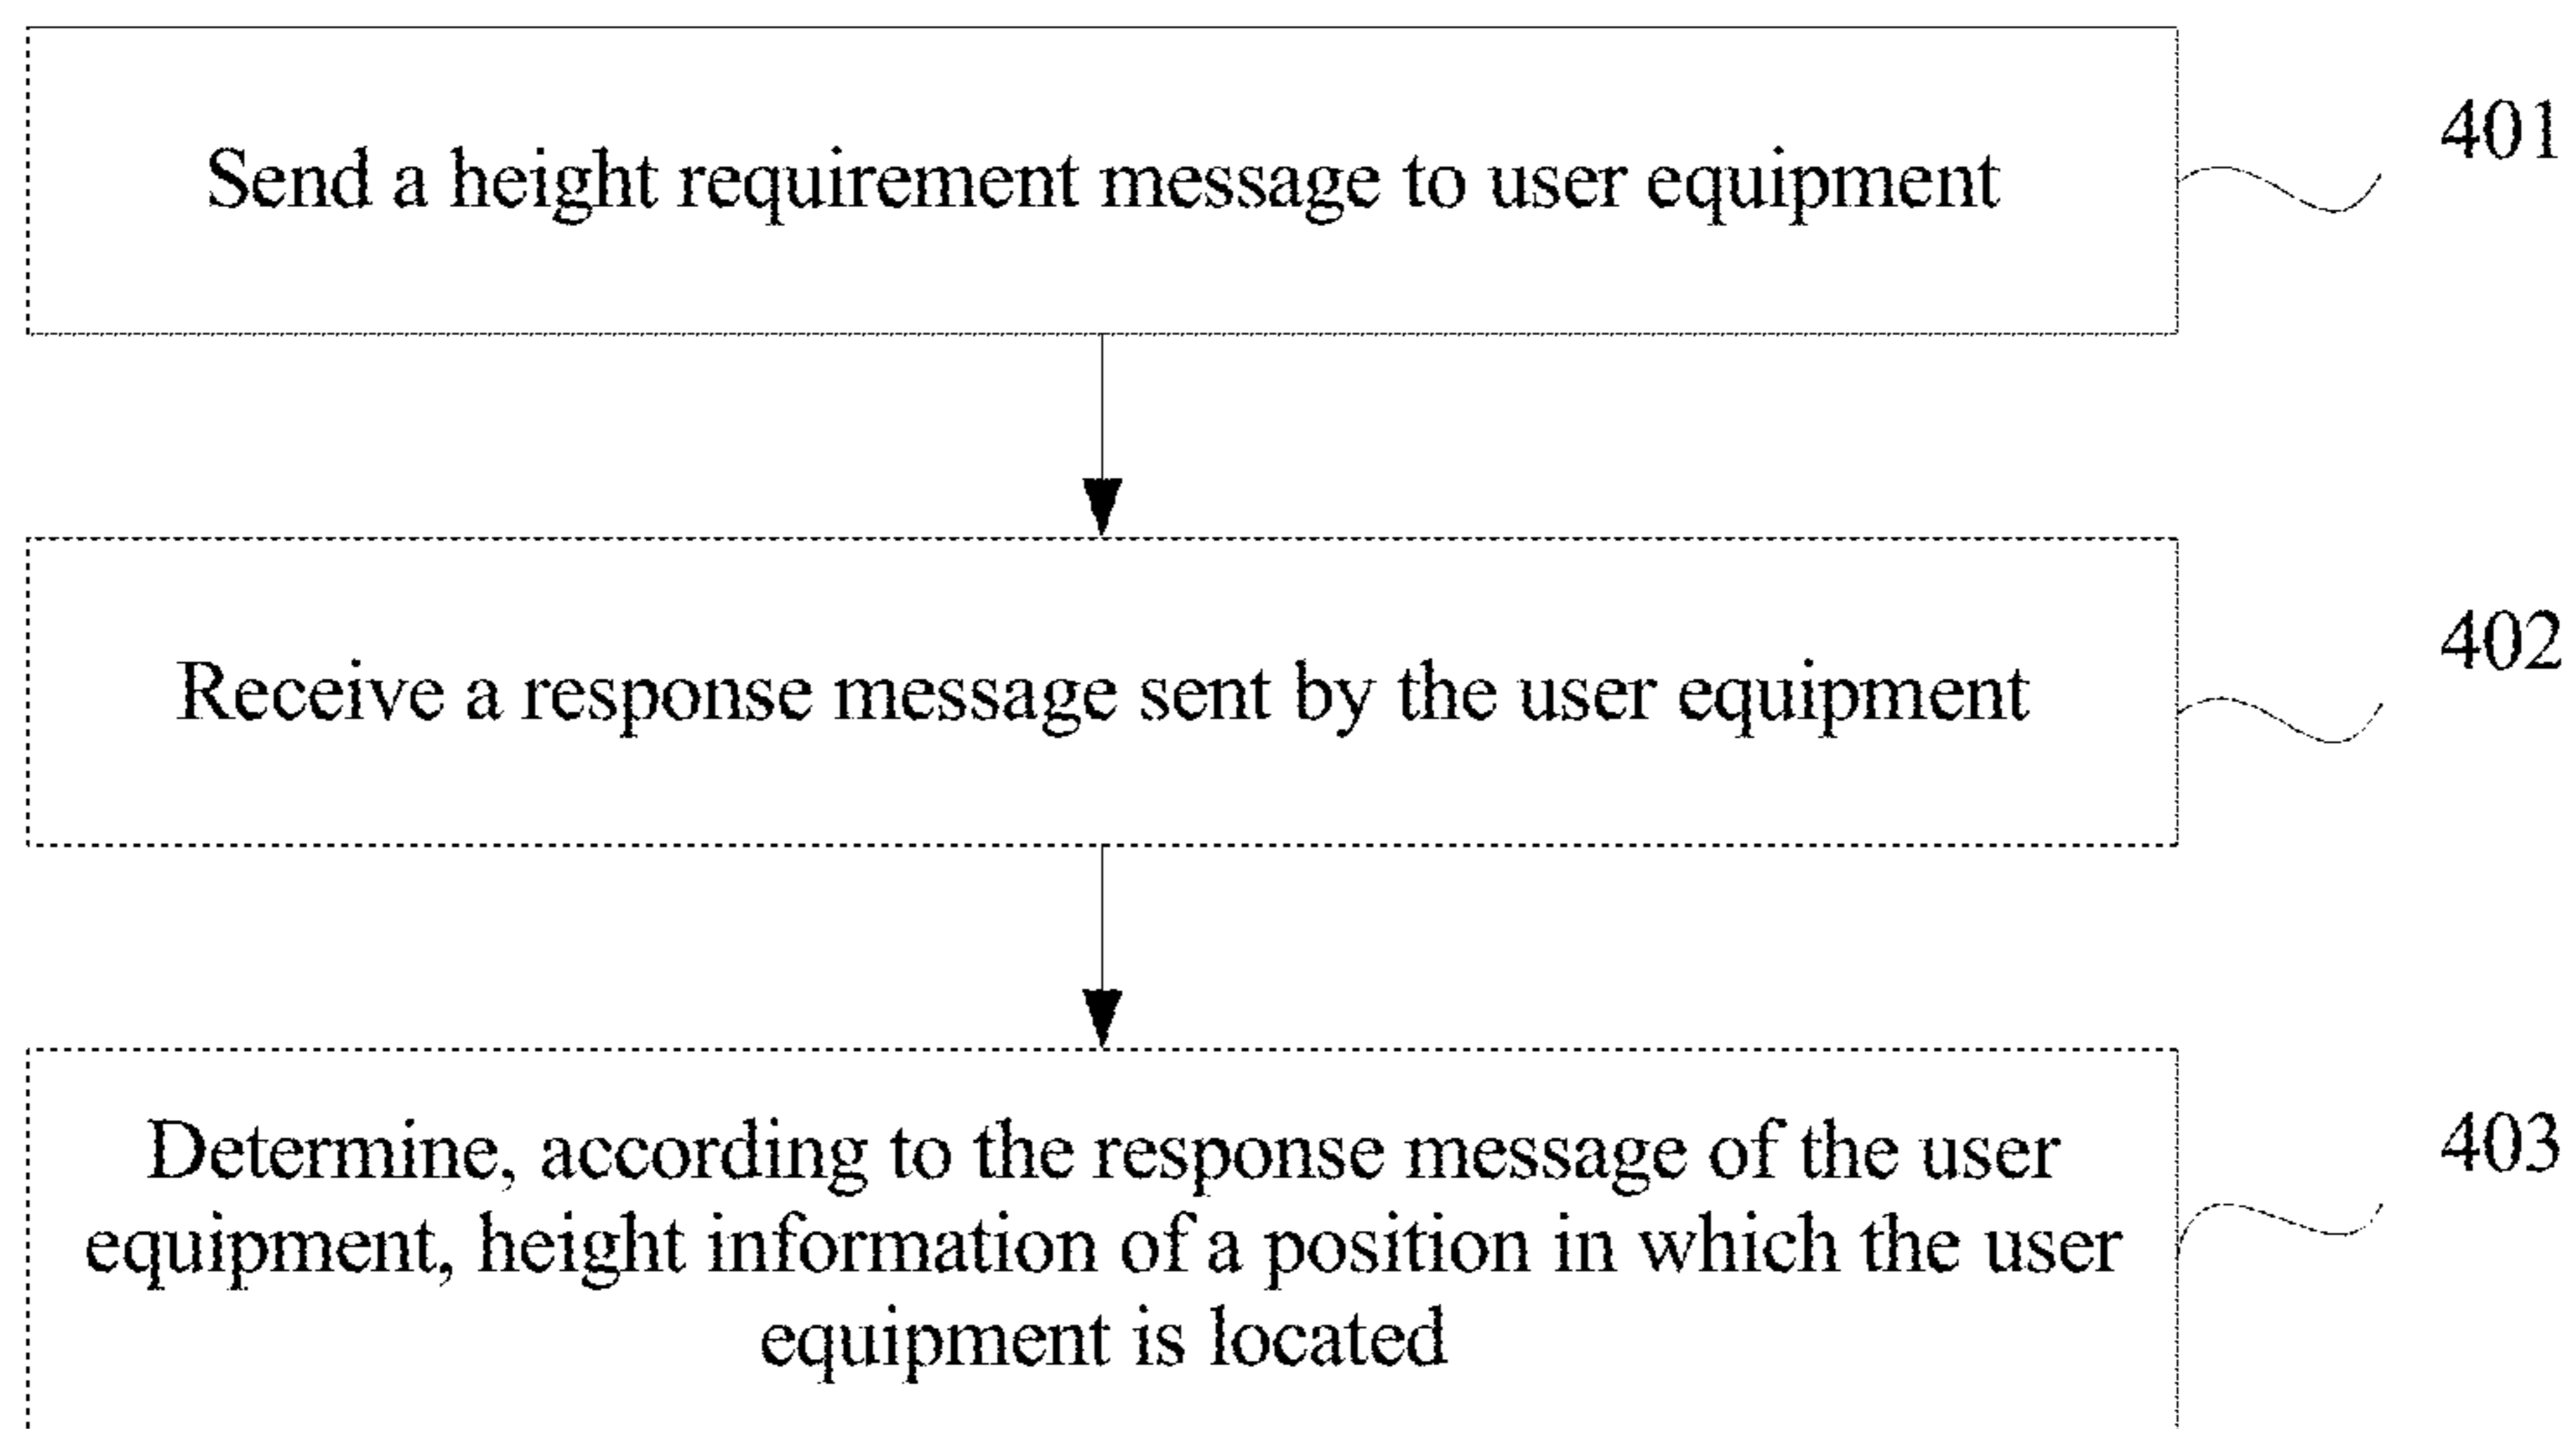 Send a height requirement message to user equipment
401
Receive a response message sent by the user equipment
402
Determine, according to the response message of the user
equipment, height information of a position in which the user
equipment is located
403